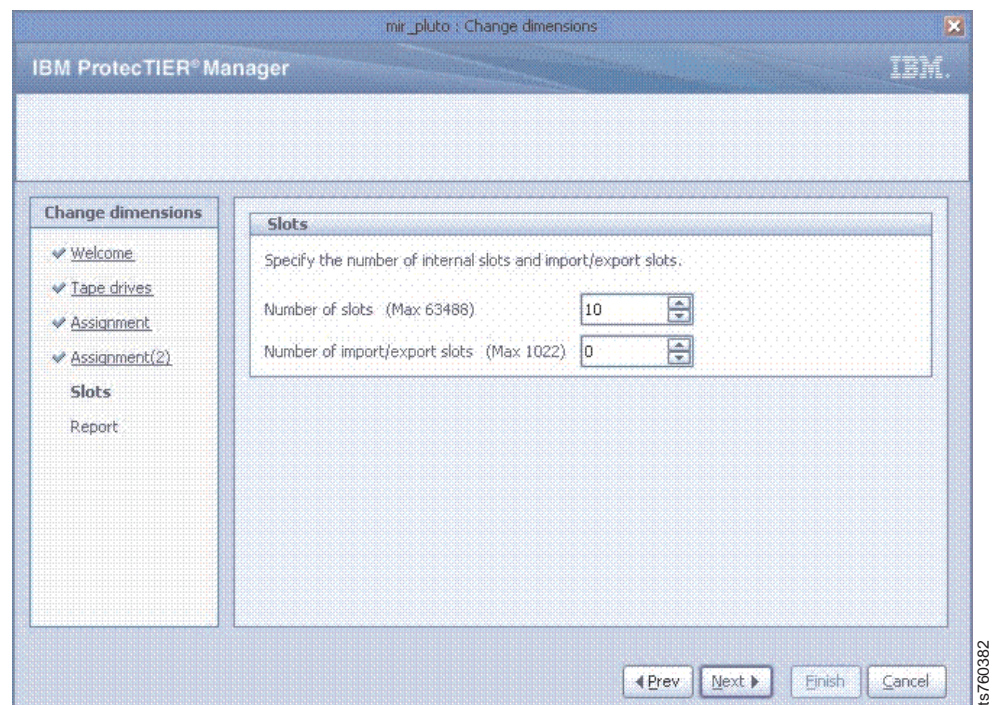 mir_pluto : Change dimensions
IBM ProtecTIER® Manager
IBM.
Change dimensions
Welcome
Tape drives
Assignment
Assignment(2)
Slots
Report
Slots
Specify the number of internal slots and import/export slots.
Number of slots (Max 63488) 10
Number of import/export slots (Max 1022) 0
Prev Next Finish Cancel
ts760382